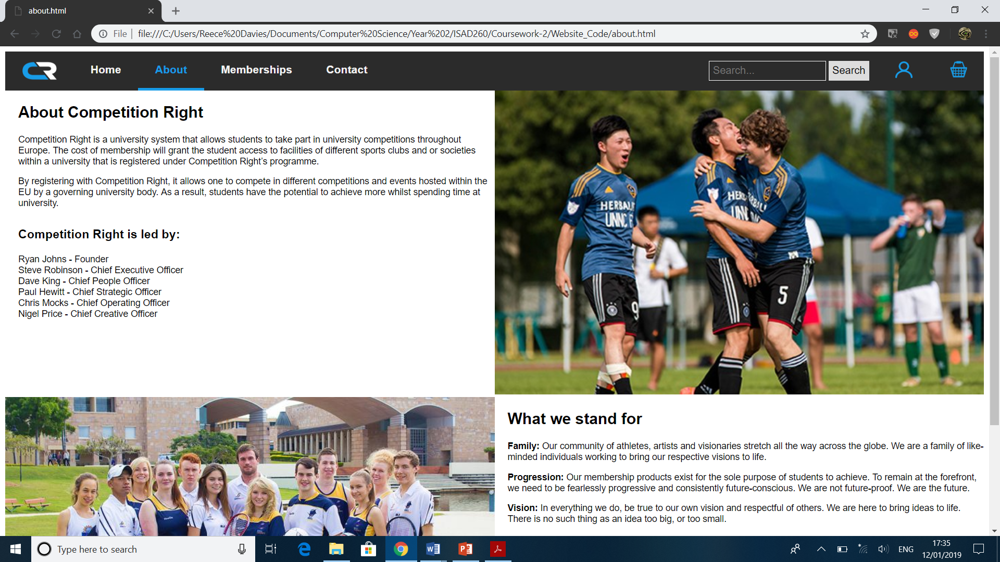 about.html
File file:///C:/Users/Reece%20Davies/Documents/Computer%20Science/Year%202/ISAD260/Coursework-2/Website_Code/about.html
CR Home About Memberships Contact Search... Search
About Competition Right
Competition Right is a university system that allows students to take part in university competitions throughout
Europe. The cost of membership will grant the student access to facilities of different sports clubs and or societies
within a university that is registered under Competition Right’s programme.
By registering with Competition Right, it allows one to compete in different competitions and events hosted within the
EU by a governing university body. As a result, students have the potential to achieve more whilst spending time at
university.
Competition Right is led by:
Ryan Johns - Founder
Steve Robinson - Chief Executive Officer
Dave King - Chief People Officer
Paul Hewitt - Chief Strategic Officer
Chris Mocks - Chief Operating Officer
Nigel Price - Chief Creative Officer
HERBALIFE
UNNC F
9
5
What we stand for
Family: Our community of athletes, artists and visionaries stretch all the way across the globe. We are a family of like-
minded individuals working to bring our respective visions to life.
Progression: Our membership products exist for the sole purpose of students to achieve. To remain at the forefront,
we need to be fearlessly progressive and consistently future-conscious. We are not future-proof. We are the future.
Vision: In everything we do, be true to our own vision and respectful of others. We are here to bring ideas to life.
There is no such thing as an idea too big, or too small.
Type here to search
ENG
17:35
12/01/2019